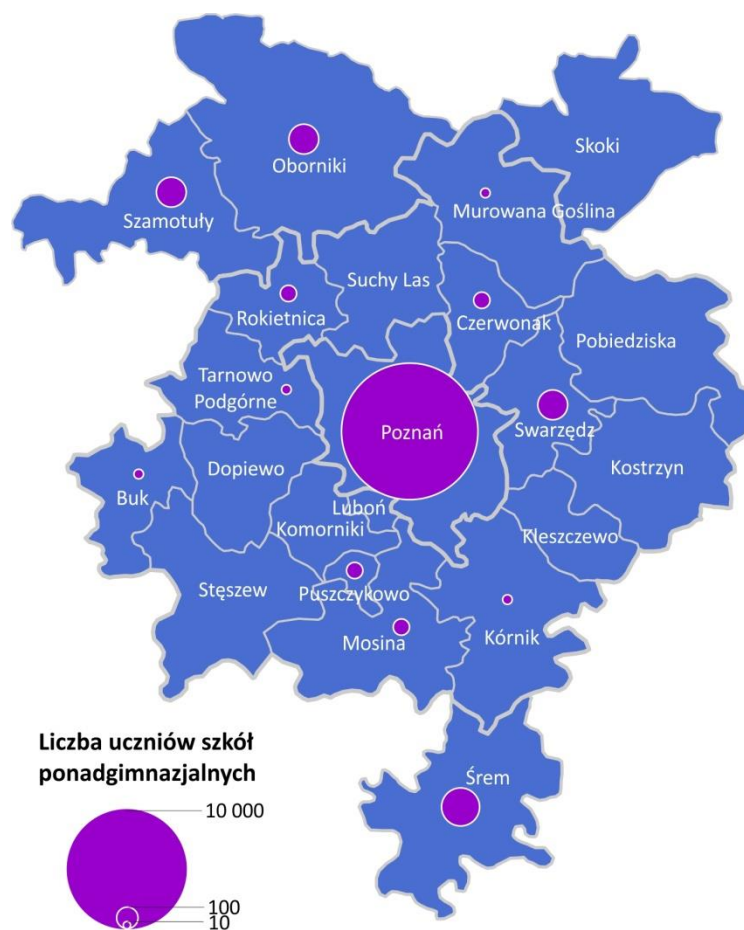 Skoki
Oborniki
Murowana Goślina
Szamotuły
Suchy Las
Rokietnica
Czerwonak
Pobiedziska
Tarnowo
Podgórne
Poznań
Swarzędz
Dopiewo
Kostrzyn
Buk
Luboń
Komorniki
Kleszczewo
Stęszew
Puszczykowo
Mosina
Kórnik
Śrem
Liczba uczniów szkół
ponadgimnazjalnych
10 000
100
10